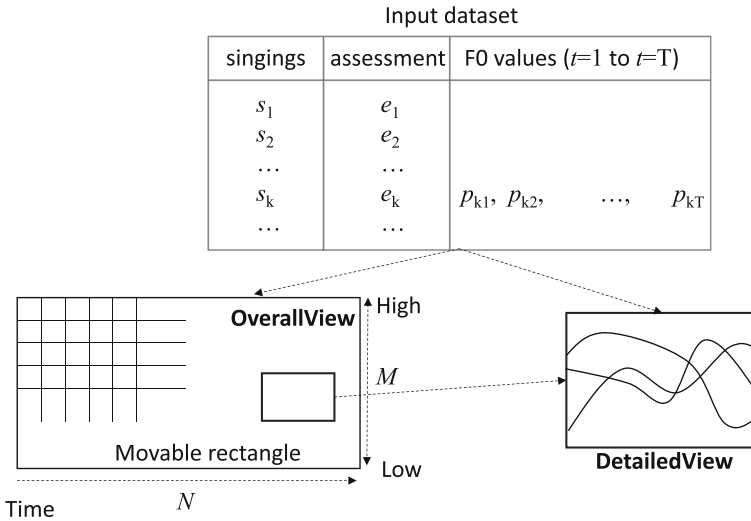 Input dataset
singings assessment F0 values (t=1 to t=T)
s1 e1
s2 e2
... ...
sk ek pk1, pk2, ..., pkT
... ...
OverallView
High
M
Movable rectangle
Low
DetailedView
Time N